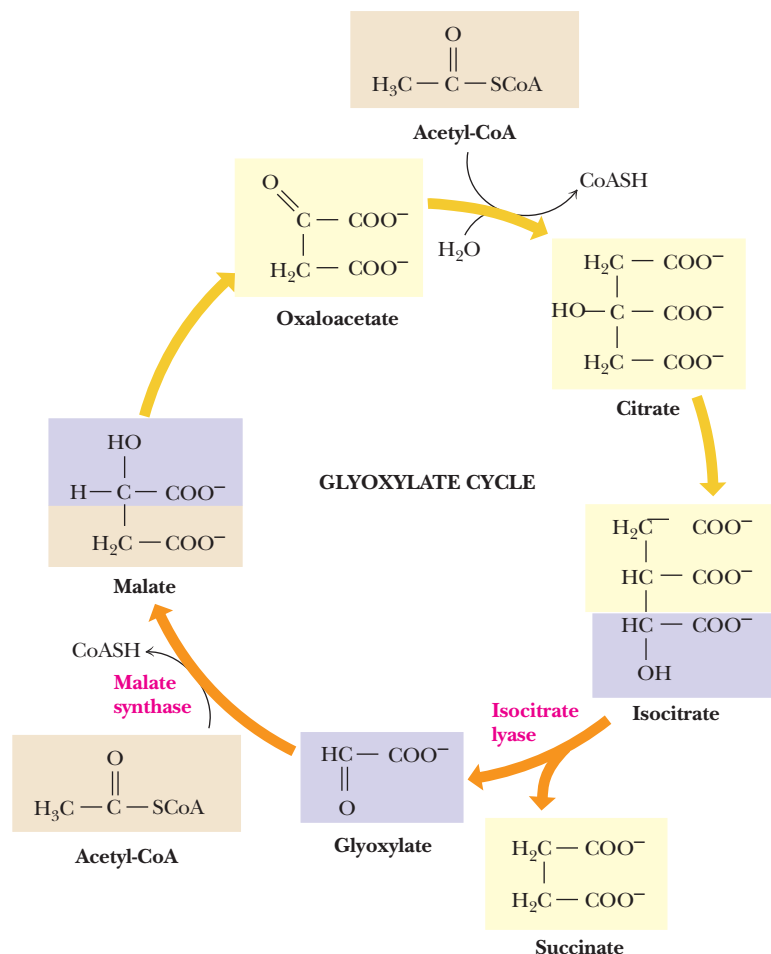 O
H₃C — C — SCoA
Acetyl-CoA
CoASH
H₂O
O
C — COO⁻
H₂C — COO⁻
Oxaloacetate
H₂C — COO⁻
HO — C — COO⁻
H₂C — COO⁻
Citrate
HO
H — C — COO⁻
H₂C — COO⁻
Malate
GLYOXYLATE CYCLE
H₂C — COO⁻
HC — COO⁻
HC — COO⁻
OH
Isocitrate
CoASH
Malate
synthase
Isocitrate
lyase
O
H₃C — C — SCoA
Acetyl-CoA
HC — COO⁻
O
Glyoxylate
H₂C — COO⁻
H₂C — COO⁻
Succinate